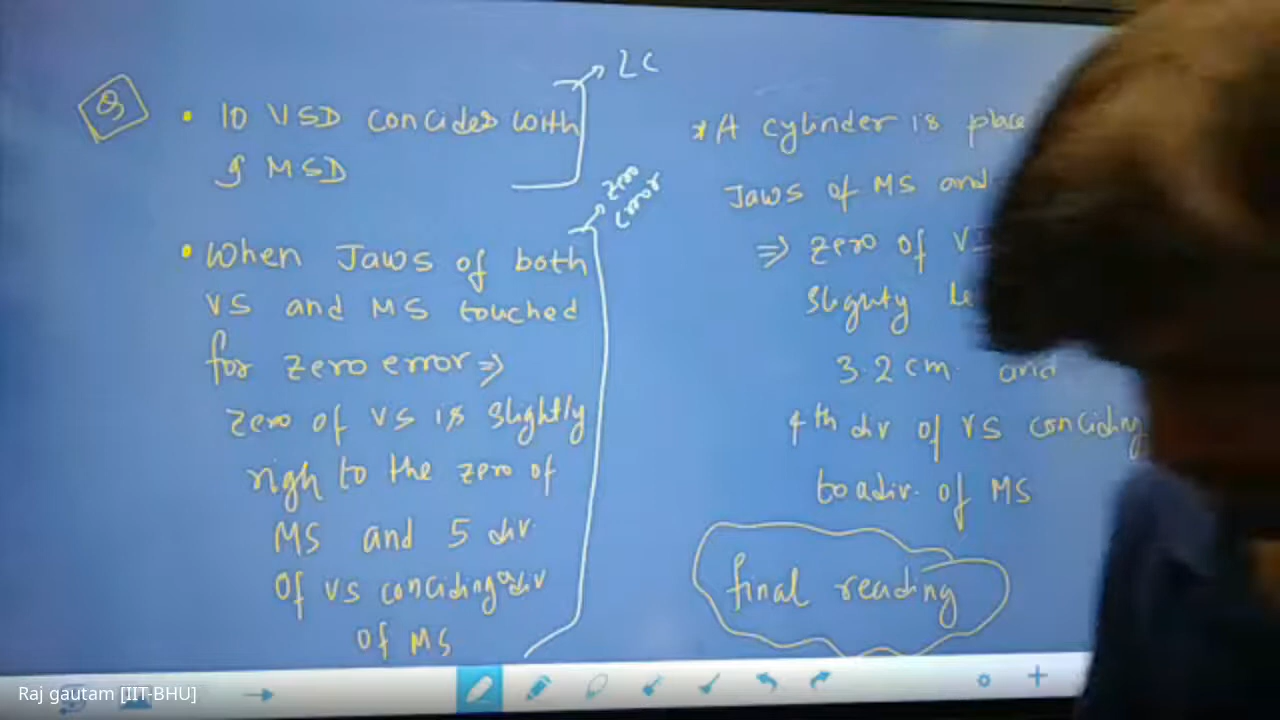 Q
• 10 VSD concides with
9 MSD
LC
• When Jaws of both
VS and MS touched
for zero error ⇒
zero of VS is slightly
righ to the zero of
MS and 5 div.
of VS conciding a div
of MS
zero
error
* A cylinder is place
Jaws of MS and
⇒ zero of
3.2 cm and
4th div of VS conciding
to a div. of MS
final reading
Raj gautam [IIT-BHU]